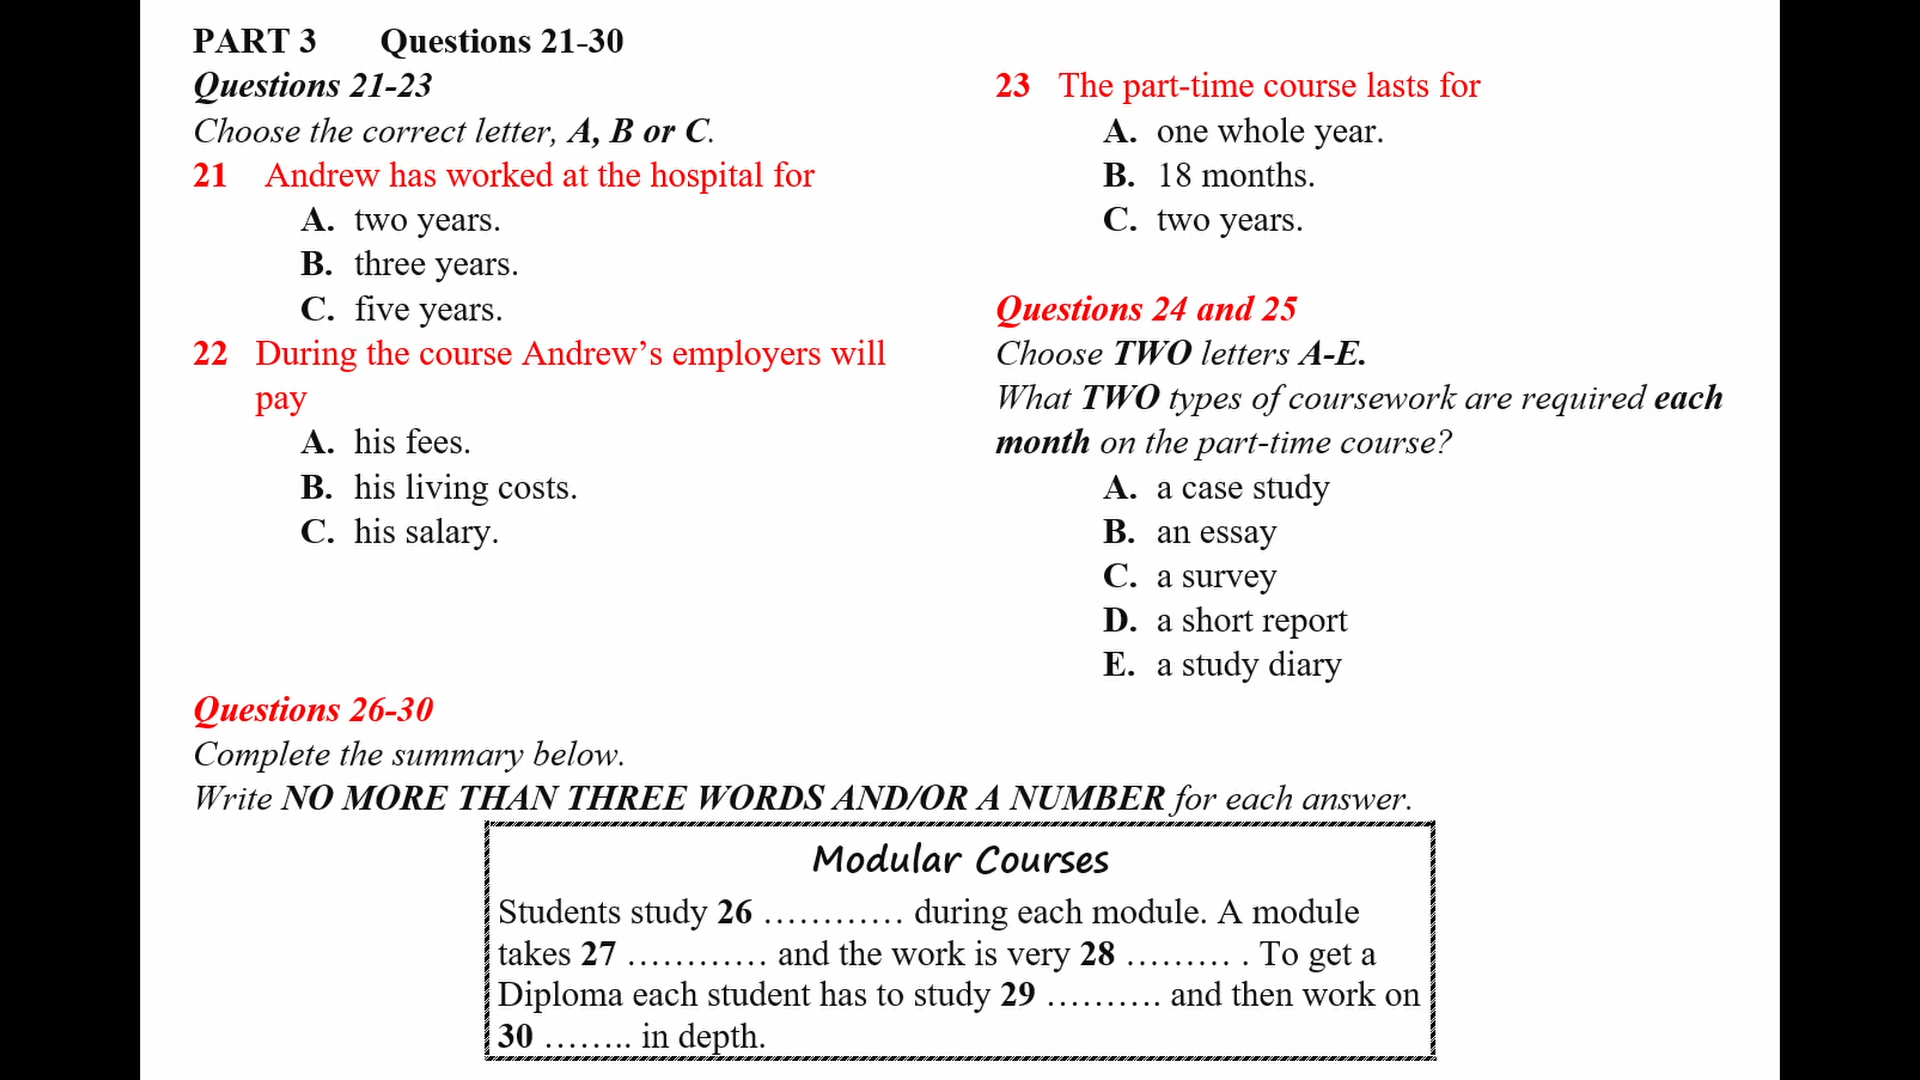 PART 3 Questions 21-30
Questions 21-23
Choose the correct letter, A, B or C.
21 Andrew has worked at the hospital for
A. two years.
B. three years.
C. five years.
22 During the course Andrew’s employers will
pay
A. his fees.
B. his living costs.
C. his salary.
23 The part-time course lasts for
A. one whole year.
B. 18 months.
C. two years.
Questions 24 and 25
Choose TWO letters A-E.
What TWO types of coursework are required each
month on the part-time course?
A. a case study
B. an essay
C. a survey
D. a short report
E. a study diary
Questions 26-30
Complete the summary below.
Write NO MORE THAN THREE WORDS AND/OR A NUMBER for each answer.
Modular Courses
Students study 26 ………… during each module. A module
takes 27 ………… and the work is very 28 ……… . To get a
Diploma each student has to study 29 ………. and then work on
30 …….. in depth.